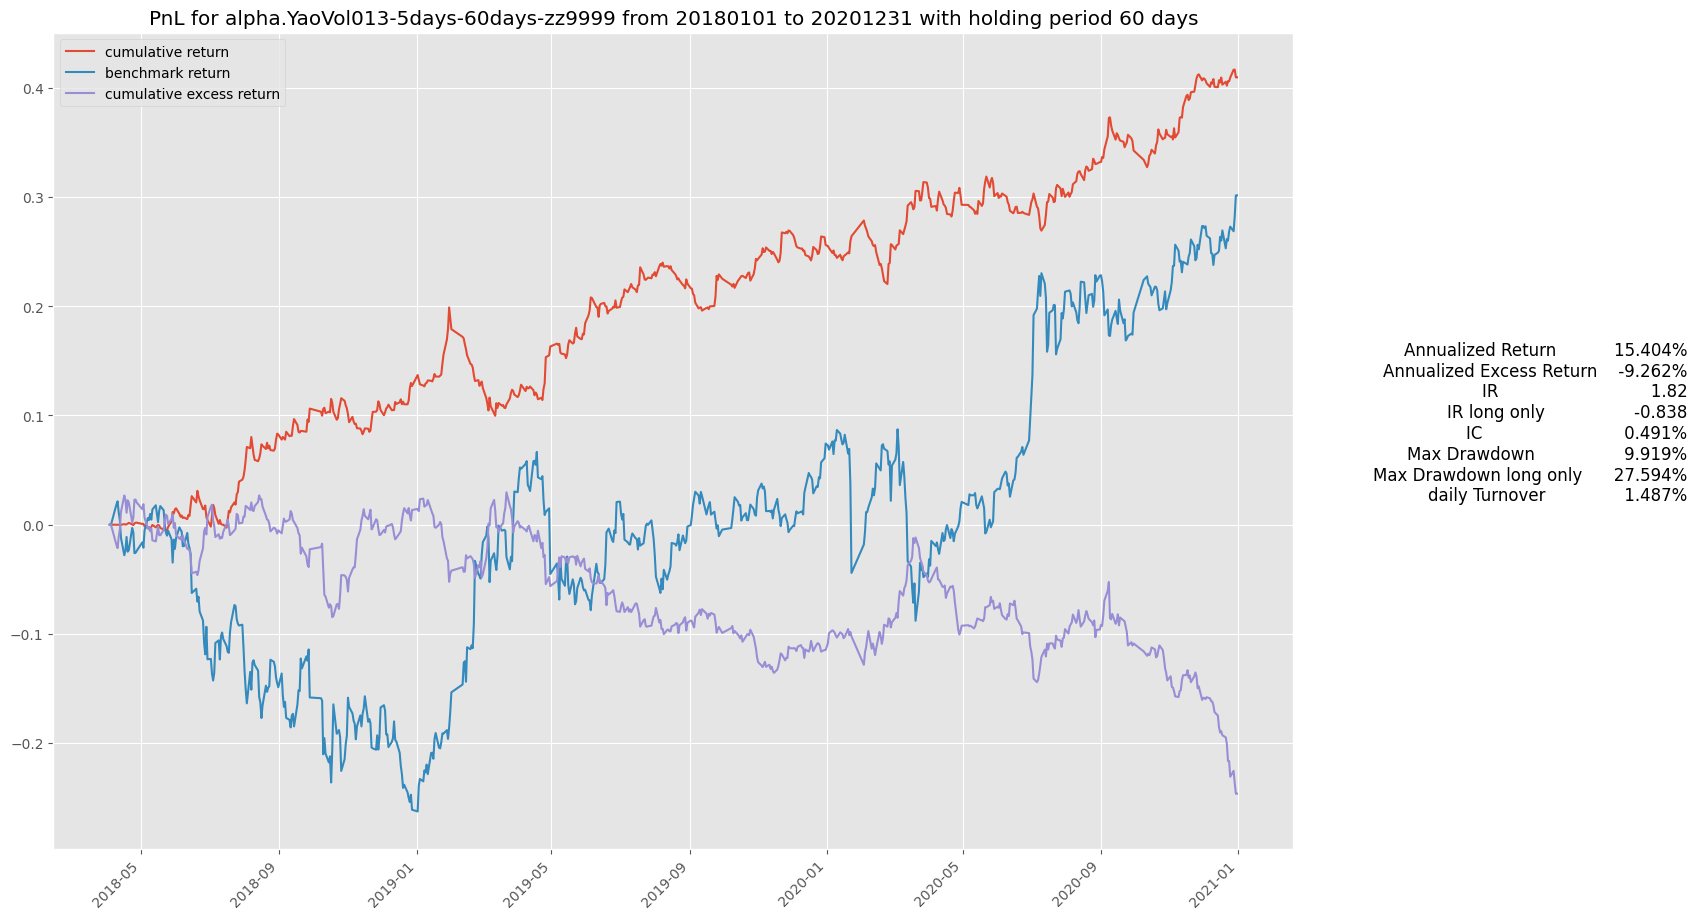 PnL for alpha.YaoVol013-5days-60days-zz9999 from 20180101 to 20201231 with holding period 60 days
cumulative return
benchmark return
cumulative excess return
0.4
0.3
0.2
0.1
0.0
−0.1
−0.2
2018-05
2018-09
2019-01
2019-05
2019-09
2020-01
2020-05
2020-09
2021-01
Annualized Return 15.404%
Annualized Excess Return -9.262%
IR 1.82
IR long only -0.838
IC 0.491%
Max Drawdown 9.919%
Max Drawdown long only 27.594%
daily Turnover 1.487%